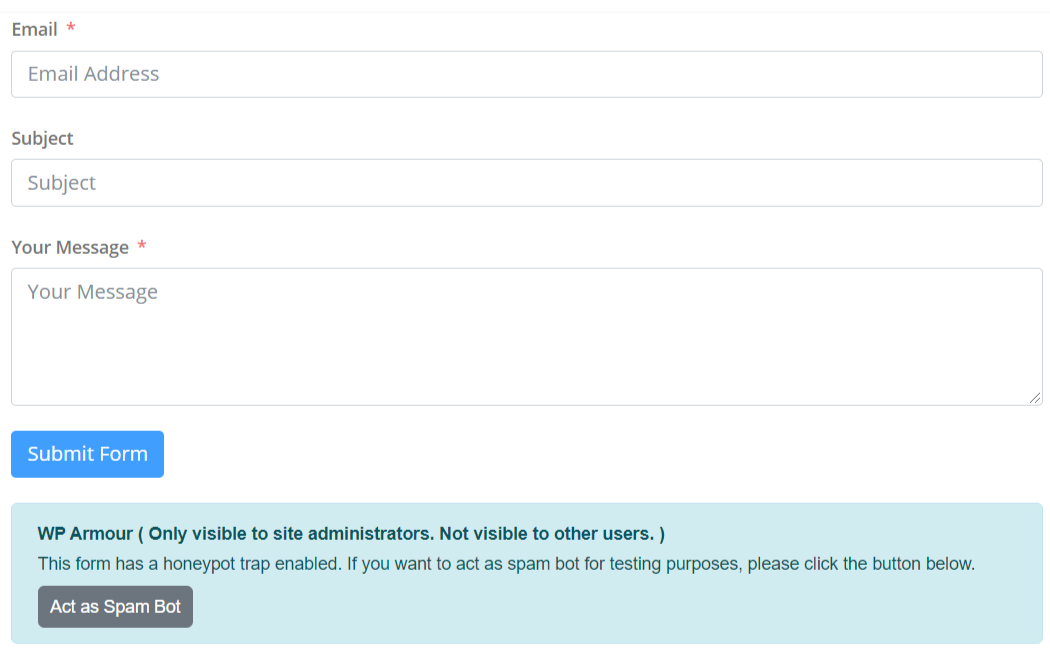 Email *
Email Address
Subject
Subject
Your Message *
Your Message
Submit Form
WP Armour ( Only visible to site administrators. Not visible to other users. )
This form has a honeypot trap enabled. If you want to act as spam bot for testing purposes, please click the button below.
Act as Spam Bot